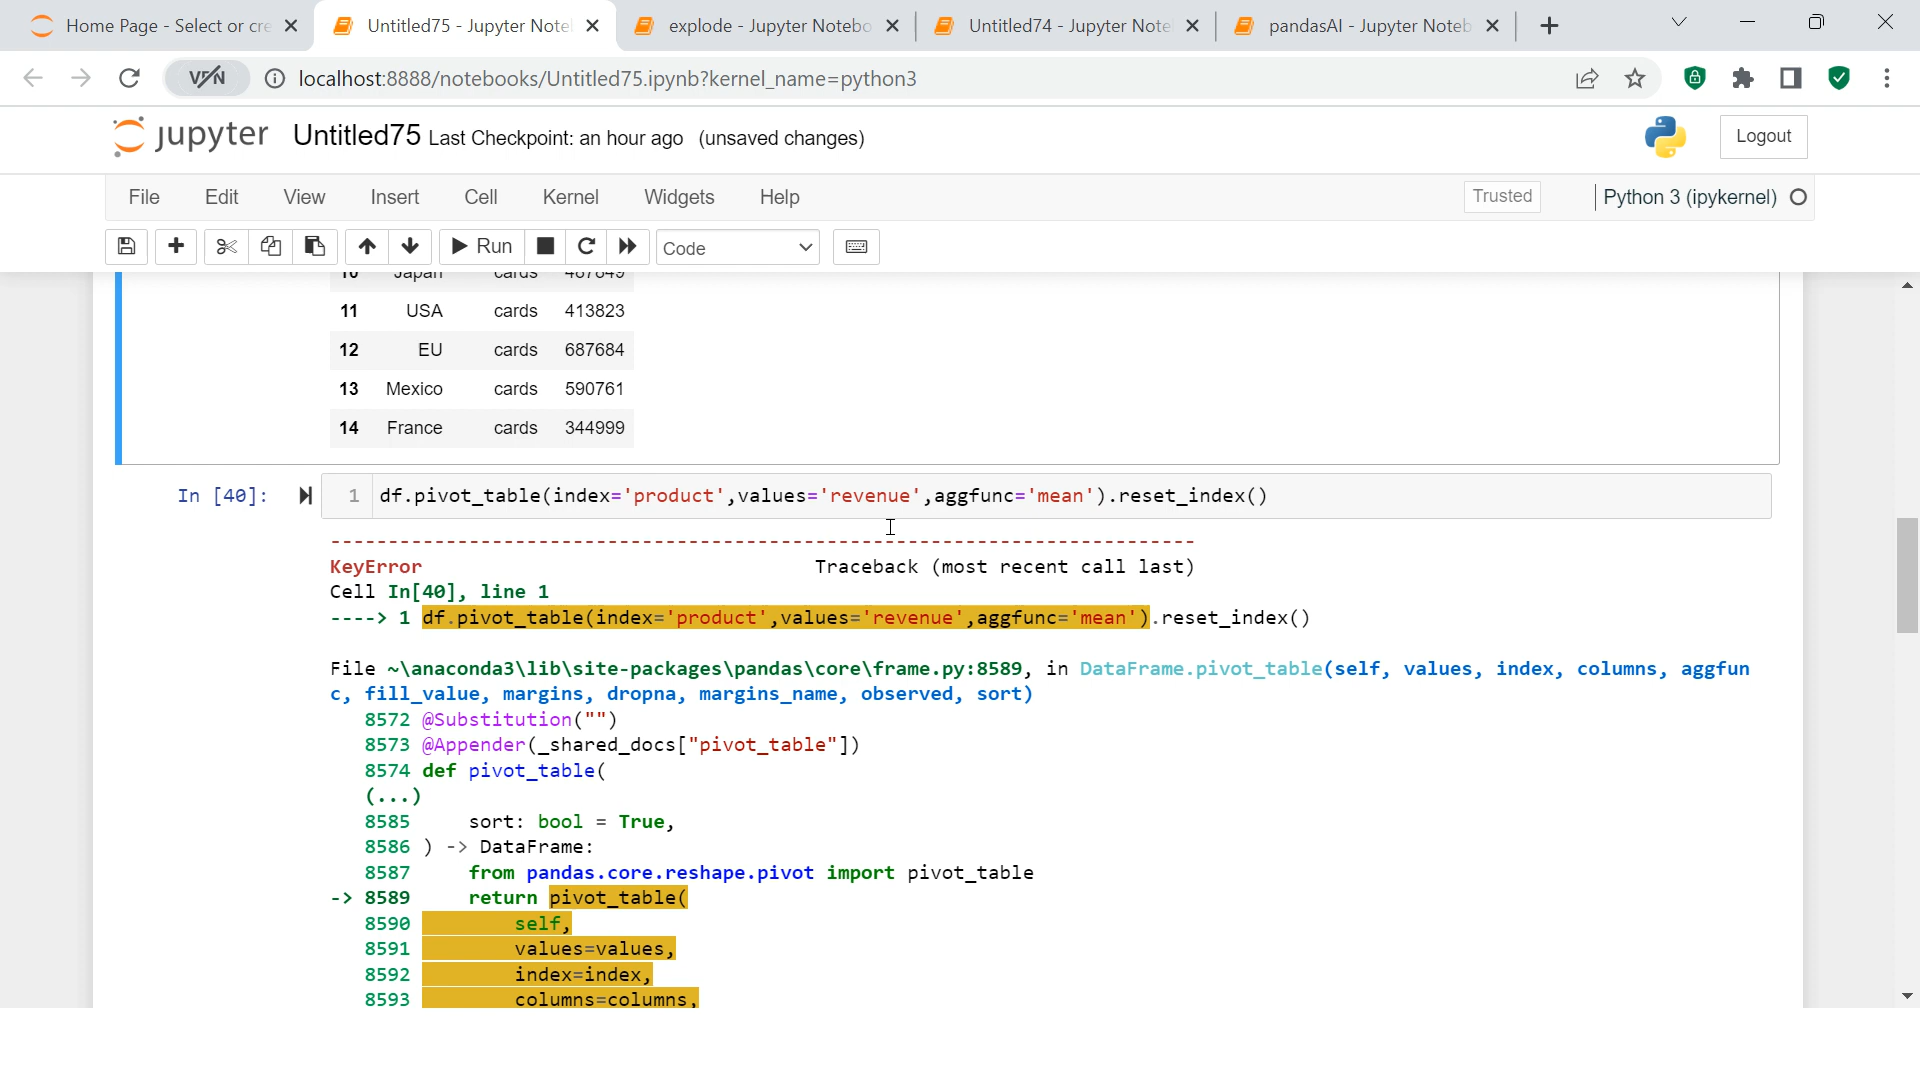 Home Page - Select or cre
Untitled75 - Jupyter Note
explode - Jupyter Notebo
Untitled74 - Jupyter Note
pandasAI - Jupyter Noteb
VPN
localhost:8888/notebooks/Untitled75.ipynb?kernel_name=python3
jupyter Untitled75 Last Checkpoint: an hour ago (unsaved changes)
Logout
File Edit View Insert Cell Kernel Widgets Help
Trusted
Python 3 (ipykernel)
Run
Code
10 Japan cards 467649
11 USA cards 413823
12 EU cards 687684
13 Mexico cards 590761
14 France cards 344999
In [40]: 1 df.pivot_table(index='product',values='revenue',aggfunc='mean').reset_index()
---------------------------------------------------------------------------
KeyError Traceback (most recent call last)
Cell In[40], line 1
----> 1 df.pivot_table(index='product',values='revenue',aggfunc='mean').reset_index()
File ~\anaconda3\lib\site-packages\pandas\core\frame.py:8589, in DataFrame.pivot_table(self, values, index, columns, aggfun
c, fill_value, margins, dropna, margins_name, observed, sort)
8572 @Substitution("")
8573 @Appender(_shared_docs["pivot_table"])
8574 def pivot_table(
(...)
8585 sort: bool = True,
8586 ) -> DataFrame:
8587 from pandas.core.reshape.pivot import pivot_table
-> 8589 return pivot_table(
8590 self,
8591 values=values,
8592 index=index,
8593 columns=columns,